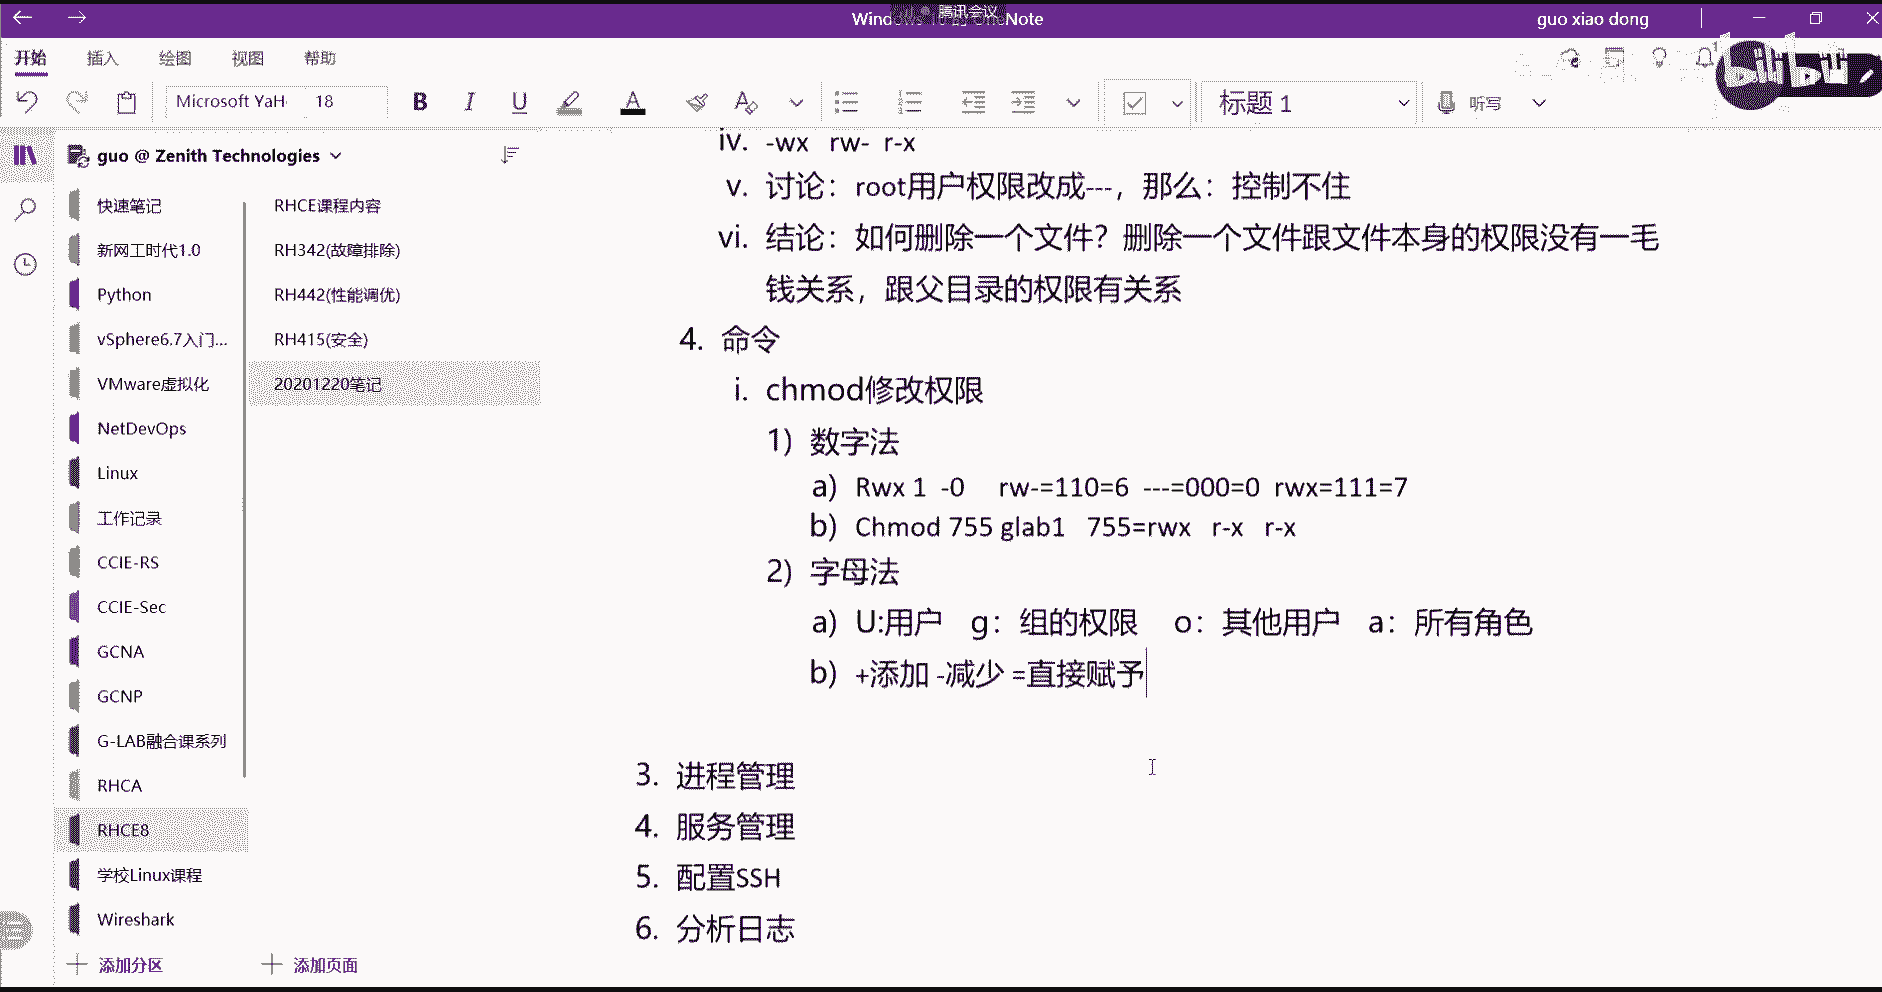 腾讯会议
guo xiao dong
开始 插入 绘图 视图 帮助
Microsoft YaH 18 B I U A 标题 1 听写
guo @ Zenith Technologies
快速笔记
新网工时代1.0
Python
vSphere6.7入门...
VMware虚拟化
NetDevOps
Linux
工作记录
CCIE-RS
CCIE-Sec
GCNA
GCNP
G-LAB融合课系列
RHCA
RHCE8
学校Linux课程
Wireshark
添加分区
RHCE课程内容
RH342(故障排除)
RH442(性能调优)
RH415(安全)
20201220笔记
添加页面
iv. -wx rw- r-x
v. 讨论：root用户权限改成---，那么：控制不住
vi. 结论：如何删除一个文件？删除一个文件跟文件本身的权限没有一毛
钱关系，跟父目录的权限有关系
4. 命令
i. chmod修改权限
1) 数字法
a) Rwx 1 -0 rw-=110=6 ---=000=0 rwx=111=7
b) Chmod 755 glab1 755=rwx r-x r-x
2) 字母法
a) U:用户 g：组的权限 o：其他用户 a：所有角色
b) +添加 -减少 =直接赋予
3. 进程管理
4. 服务管理
5. 配置SSH
6. 分析日志
bilibili